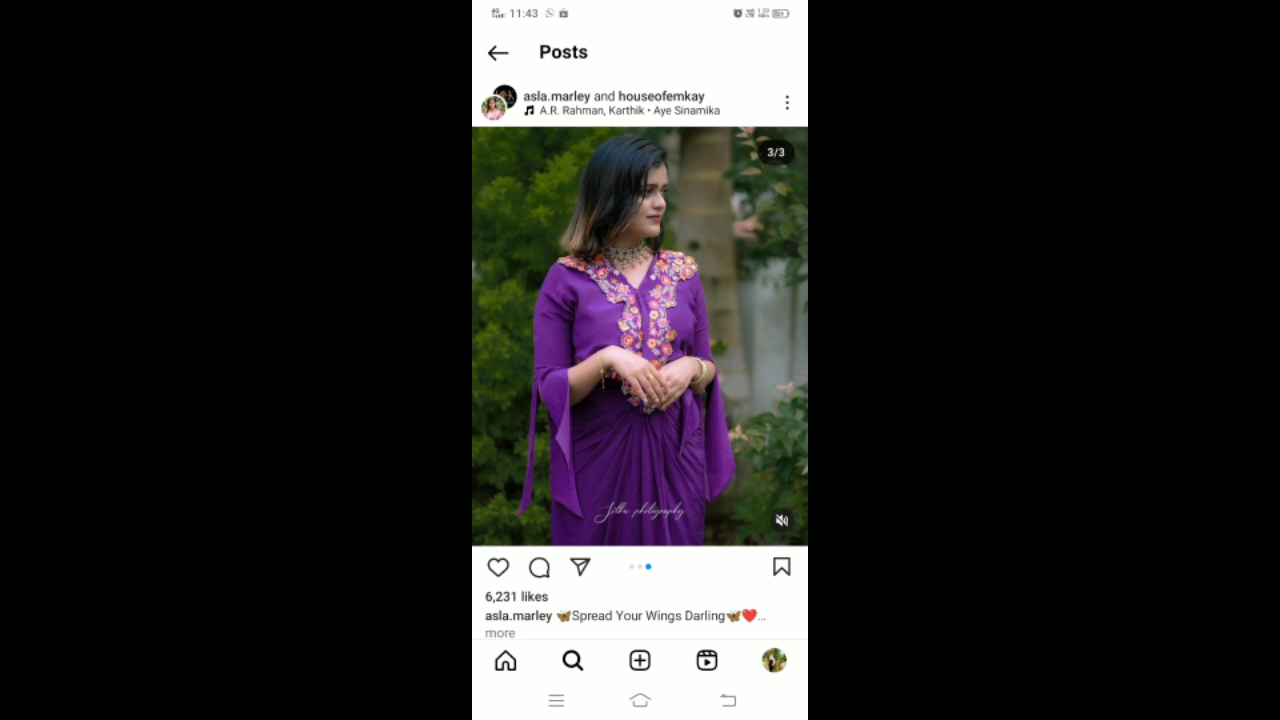 11:43
Posts
asla.marley and houseofemkay
A.R. Rahman, Karthik • Aye Sinamika
3/3
photography
6,231 likes
asla.marley 🦋Spread Your Wings Darling🦋❤️...
more